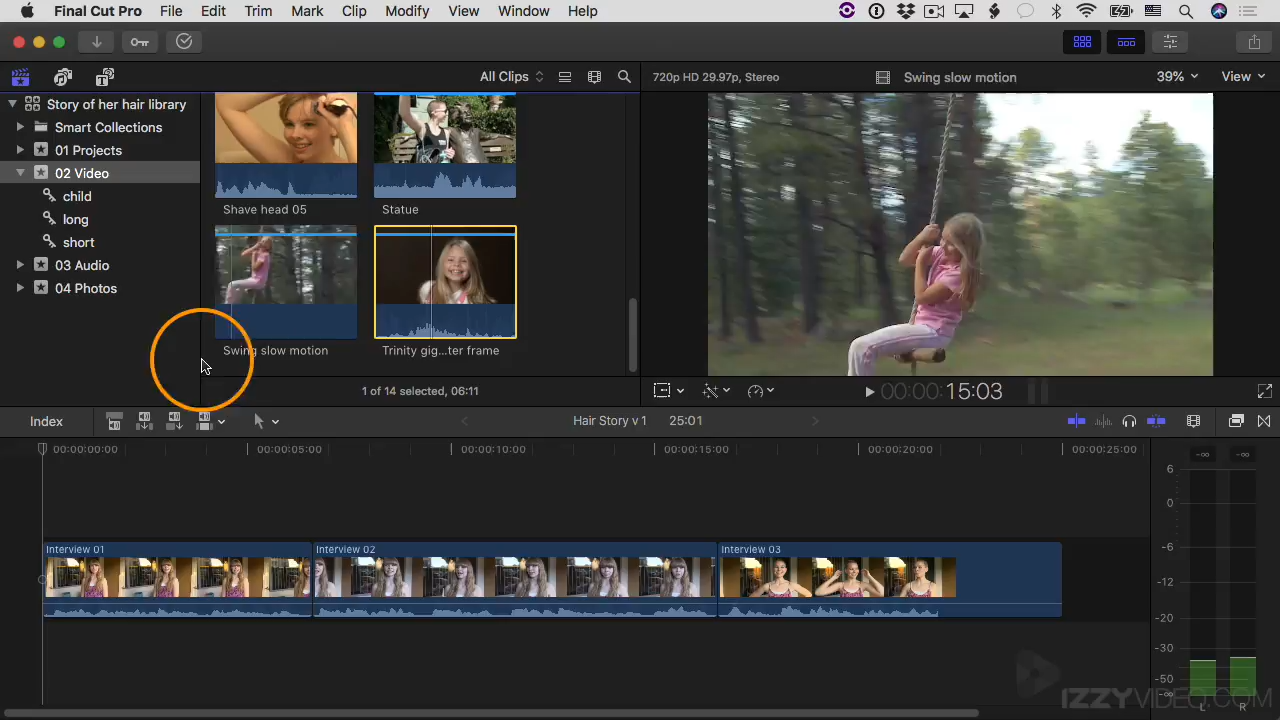 Final Cut Pro File Edit Trim Mark Clip Modify View Window Help
All Clips
720p HD 29.97p, Stereo
Swing slow motion
39%
View
Story of her hair library
Smart Collections
01 Projects
02 Video
child
long
short
03 Audio
04 Photos
Shave head 05
Statue
Swing slow motion
Trinity gig...ter frame
1 of 14 selected, 06:11
00:00:15:03
Index
Hair Story v 1
25:01
00:00:00:00
00:00:05:00
00:00:10:00
00:00:15:00
00:00:20:00
00:00:25:00
Interview 01
Interview 02
Interview 03
-∞ -∞
6
0
-6
-12
-20
-30
-50
-∞
L R
IZZYVIDEO.COM